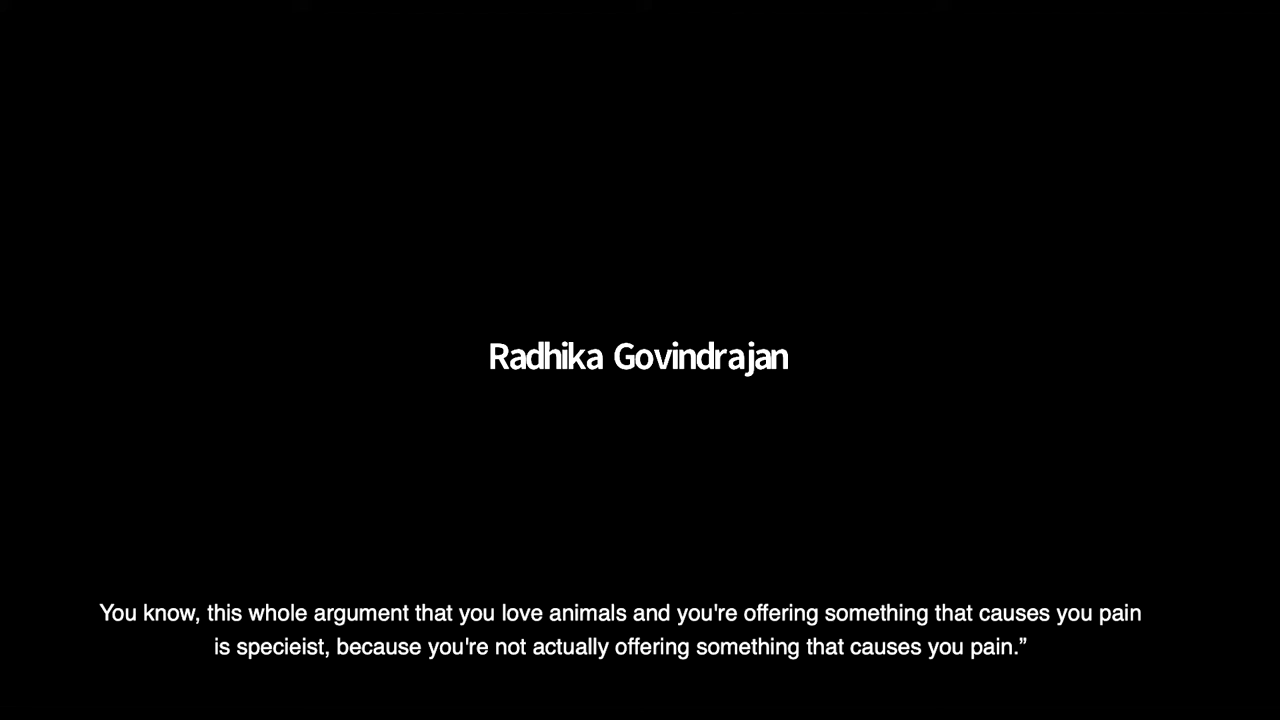 Radhika Govindrajan
You know, this whole argument that you love animals and you're offering something that causes you pain
is specieist, because you're not actually offering something that causes you pain.”